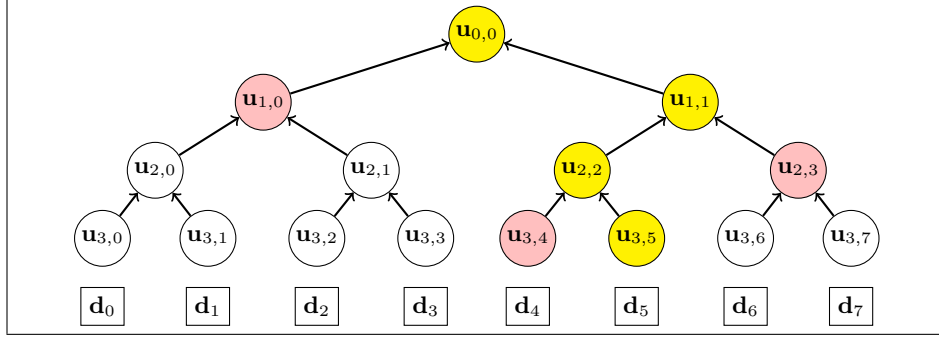 u0,0
u1,0 u1,1
u2,0 u2,1 u2,2 u2,3
u3,0 u3,1 u3,2 u3,3 u3,4 u3,5 u3,6 u3,7
d0 d1 d2 d3 d4 d5 d6 d7